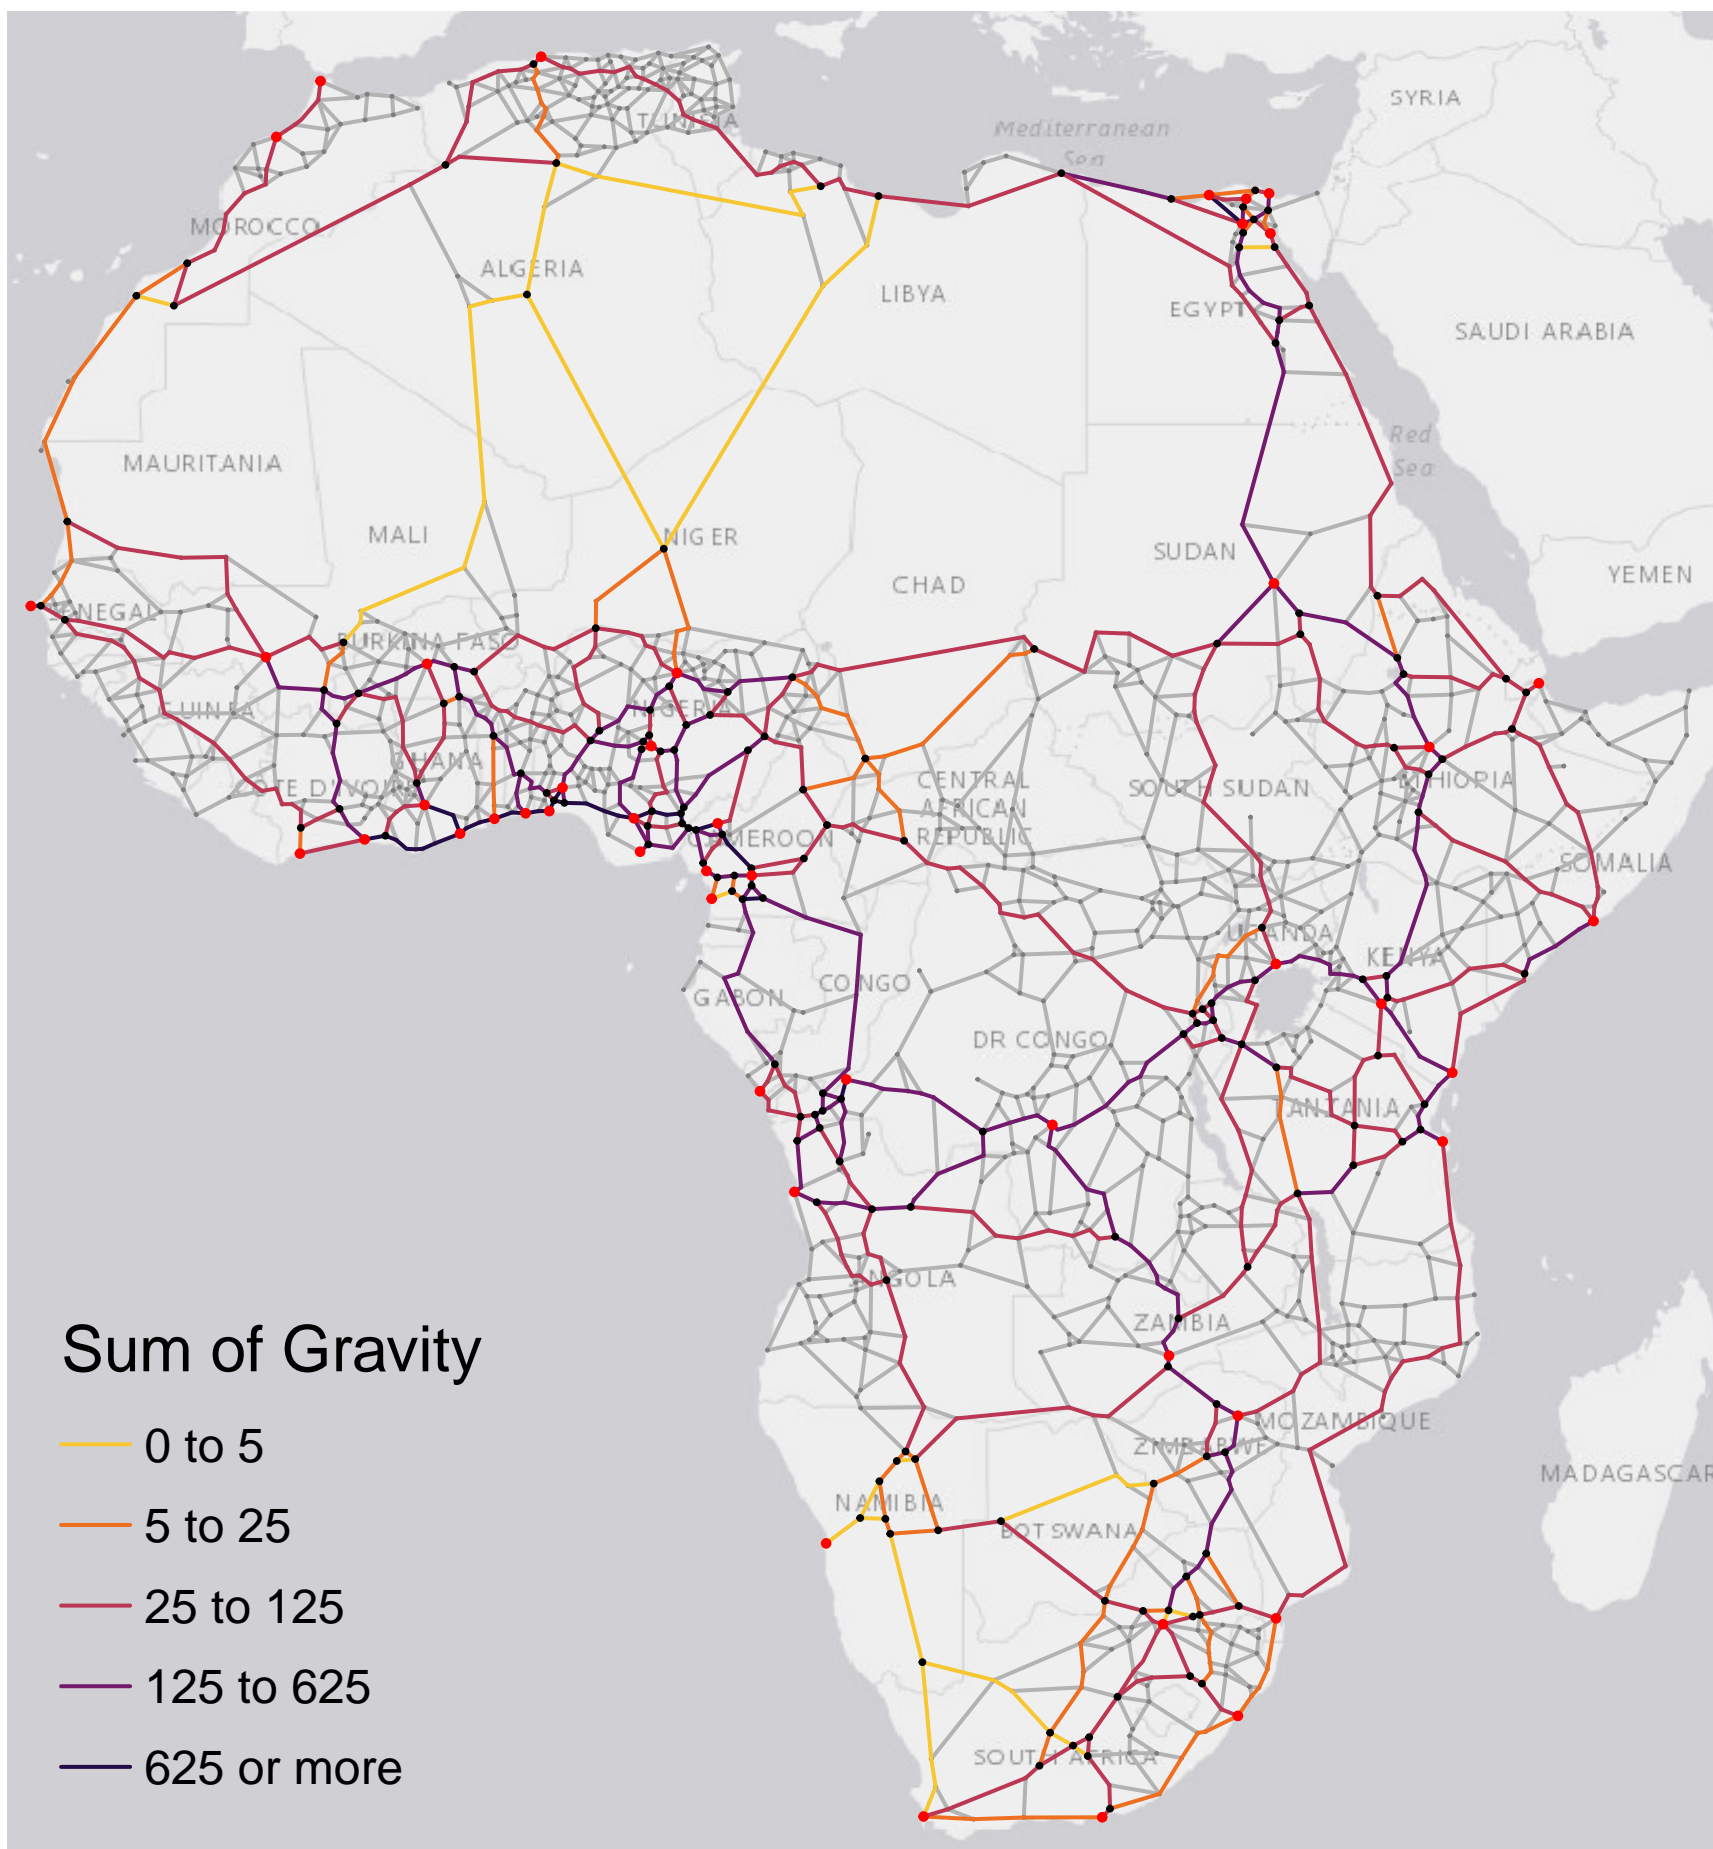 SYRIA
TUNISIA
Mediterranean
Sea
MOROCCO
ALGERIA
LIBYA
EGYPT
SAUDI ARABIA
Red
Sea
MAURITANIA
MALI
NIGER
SUDAN
YEMEN
CHAD
SENEGAL
BURKINA FASO
GUINEA
NIGERIA
GHANA
CÔTE D'IVOIRE
CENTRAL
AFRICAN
REPUBLIC
SOUTH SUDAN
ETHIOPIA
CAMEROON
SOMALIA
UGANDA
KENYA
GABON
CONGO
DR CONGO
TANZANIA
ANGOLA
ZAMBIA
MOZAMBIQUE
ZIMBABWE
MADAGASCAR
NAMIBIA
BOTSWANA
SOUTH AFRICA
Sum of Gravity
0 to 5
5 to 25
25 to 125
125 to 625
625 or more